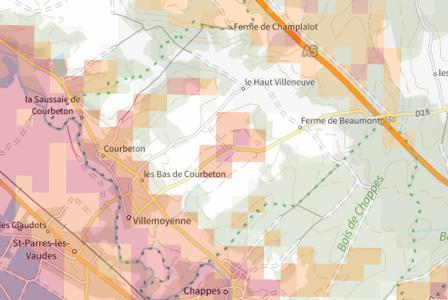 Ferme de Champlalot
A5
les
le Haut Villeneuve
la Saussaie de
Courbeton
D28
Ferme de Beaumont
Courbeton
les Bas de Courbeton
Bois de Chappes
Villemoyenne
St-Parres-lès-
Vaudes
Chappes